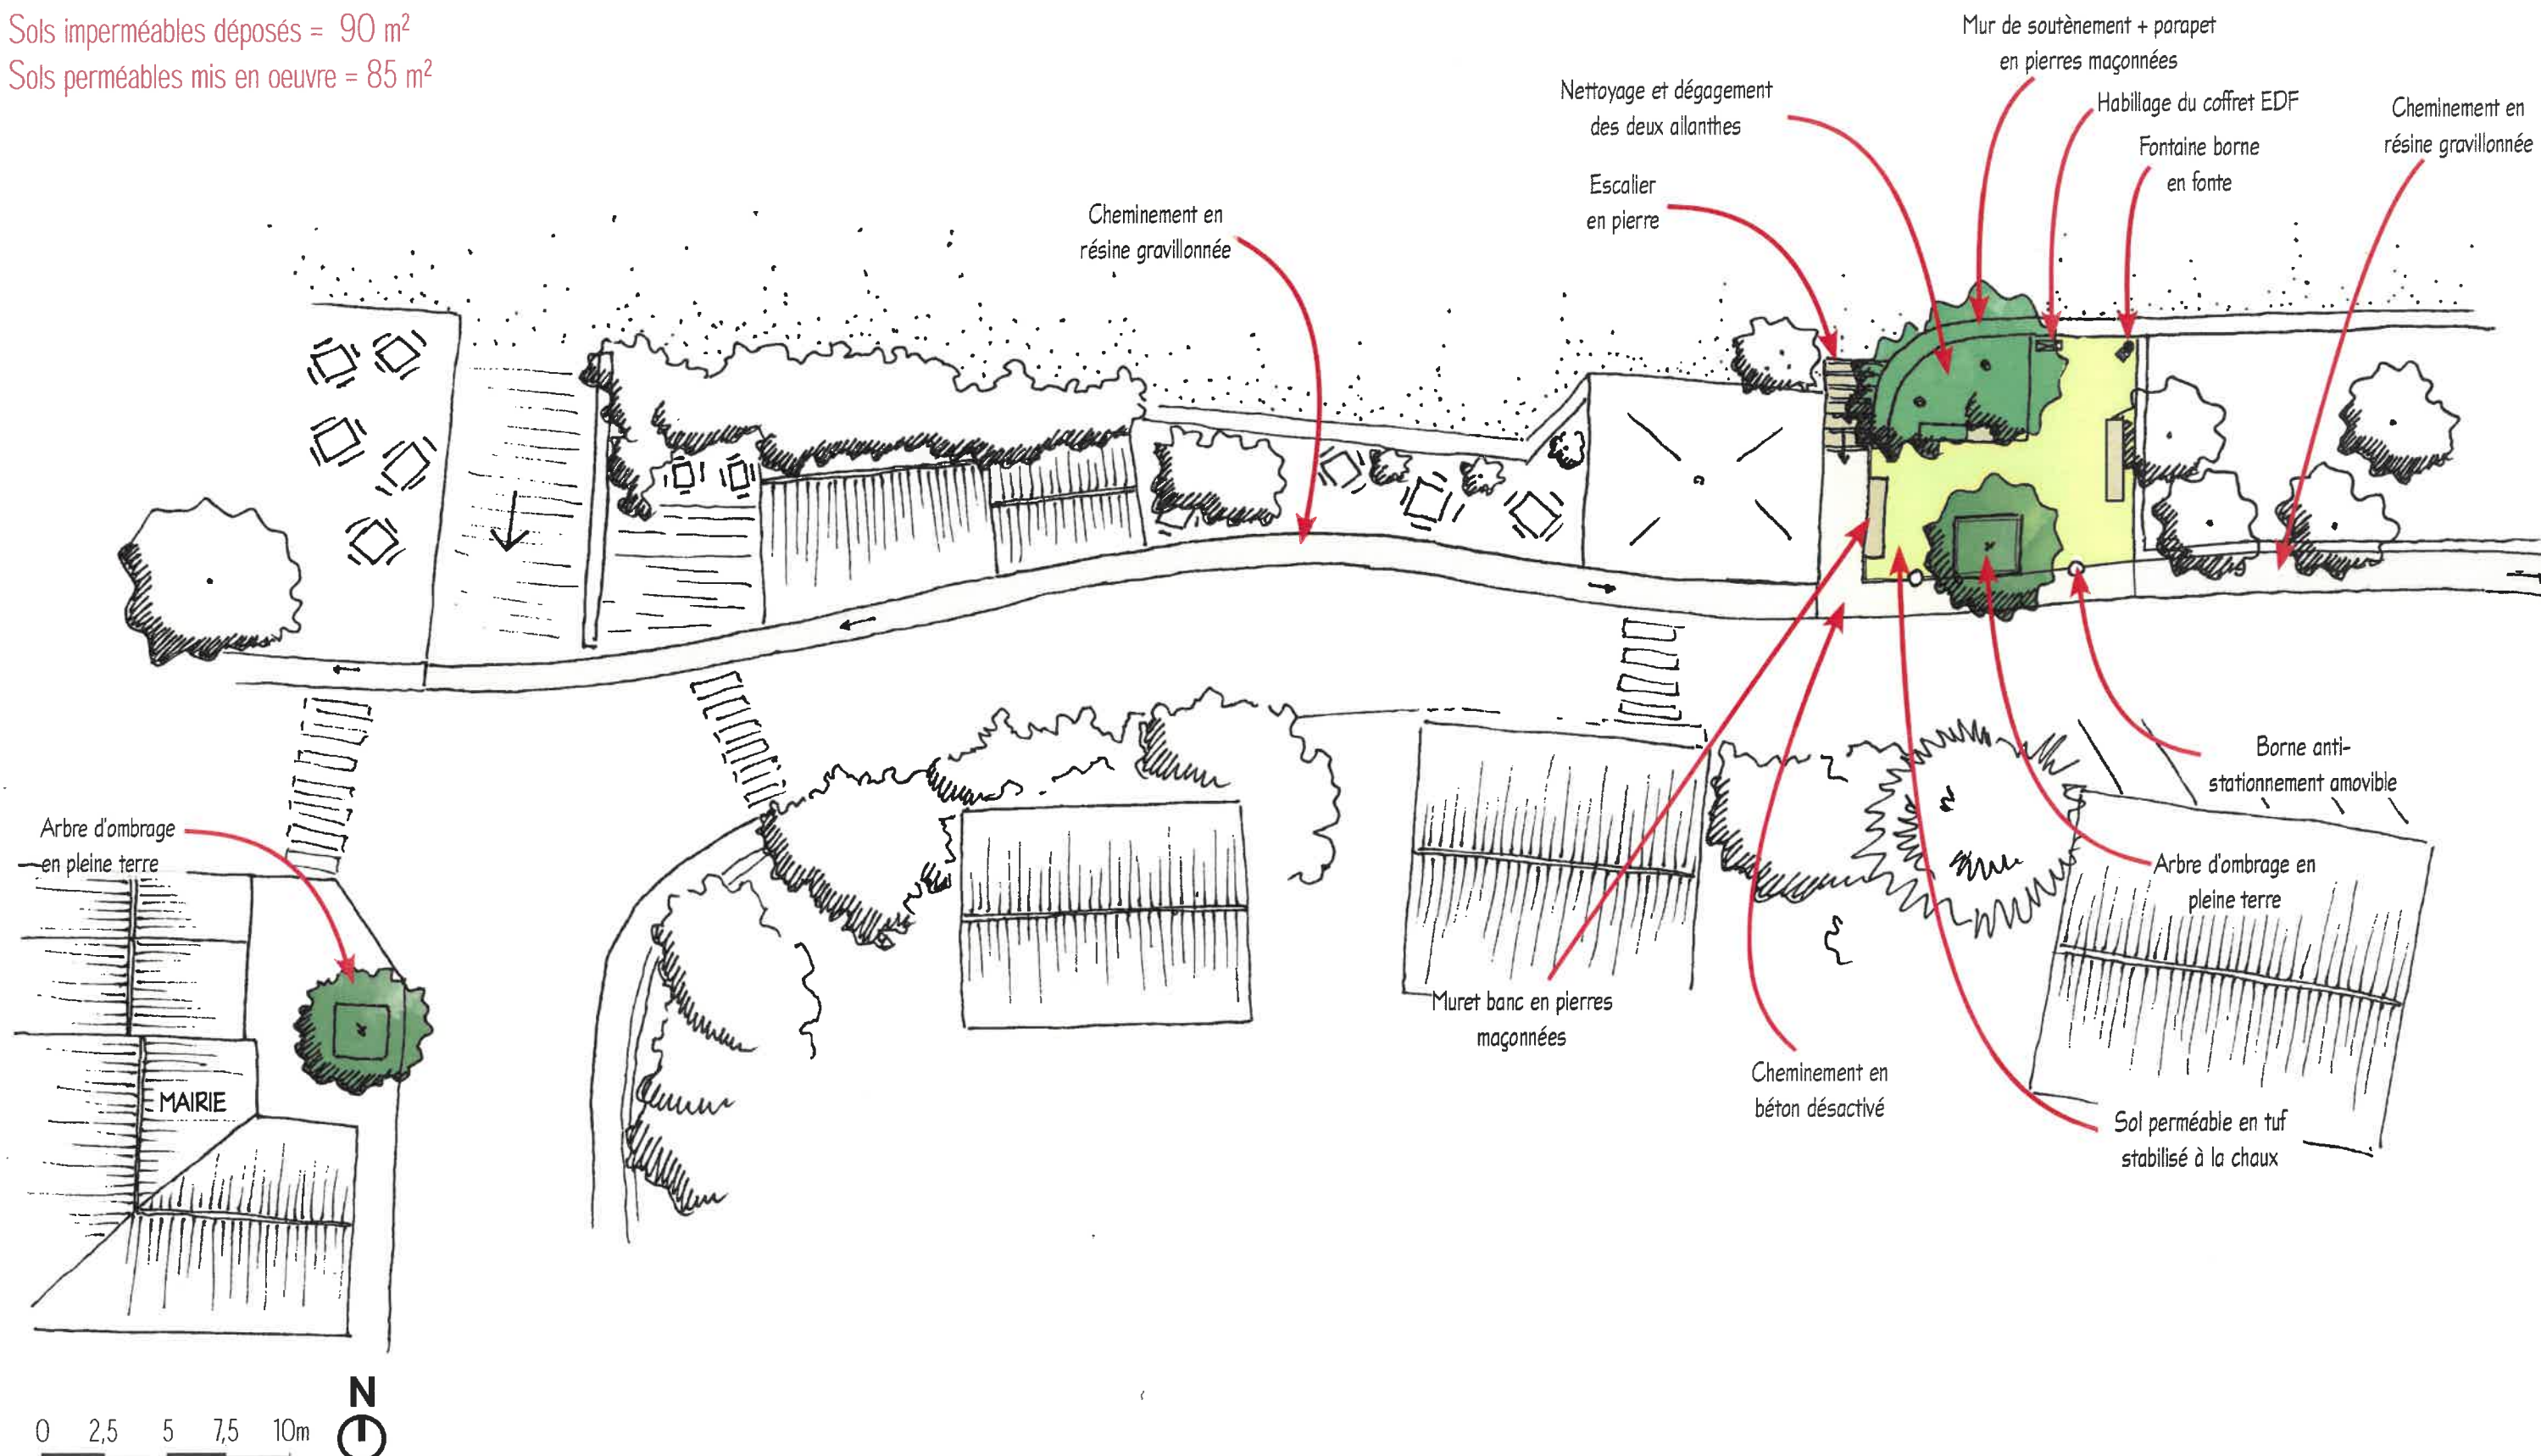 Sols imperméables déposés = 90 m²
Sols perméables mis en oeuvre = 85 m²
Mur de soutènement + parapet
en pierres maçonnées
Nettoyage et dégagement
des deux ailanthes
Habillage du coffret EDF
Cheminement en
résine gravillonnée
Fontaine borne
en fonte
Escalier
en pierre
Cheminement en
résine gravillonnée
Borne anti-
stationnement amovible
Arbre d'ombrage
en pleine terre
Arbre d'ombrage en
pleine terre
Muret banc en pierres
maçonnées
Cheminement en
béton désactivé
MAIRIE
Sol perméable en tuf
stabilisé à la chaux
N
0 2,5 5 7,5 10m